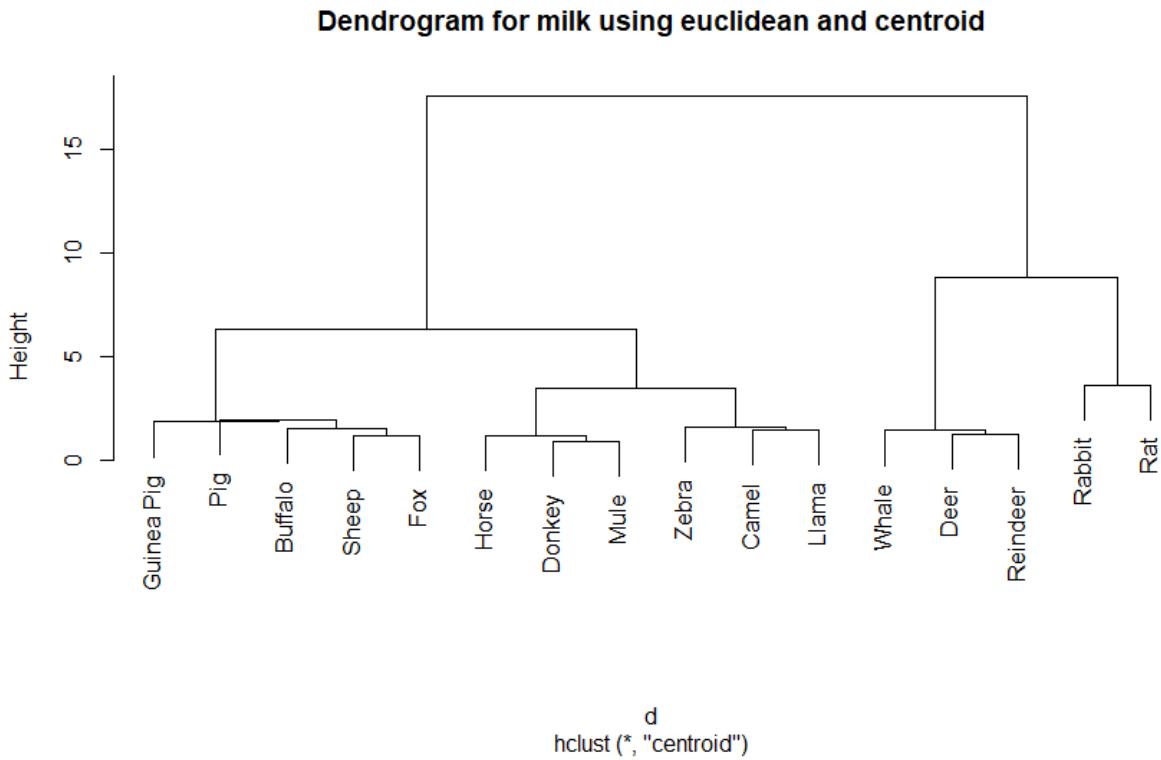 Dendrogram for milk using euclidean and centroid
Height
15
10
5
0
Guinea Pig
Pig
Buffalo
Sheep
Fox
Horse
Donkey
Mule
Zebra
Camel
Llama
Whale
Deer
Reindeer
Rabbit
Rat
d
hclust (*, "centroid")